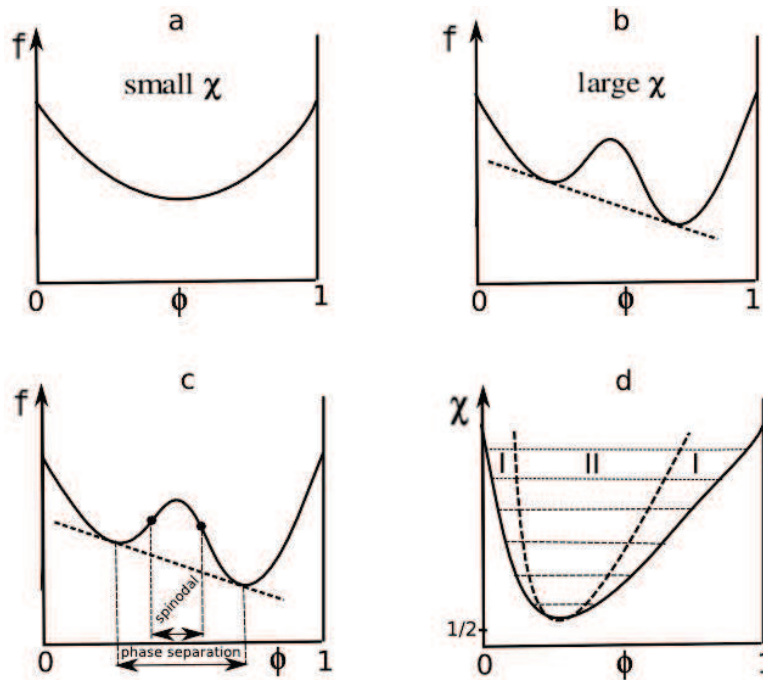 a
f
small χ
0
ϕ
1
b
f
large χ
0
ϕ
1
c
f
spinodal
phase separation
0
ϕ
1
d
χ
I
II
I
1/2
0
ϕ
1